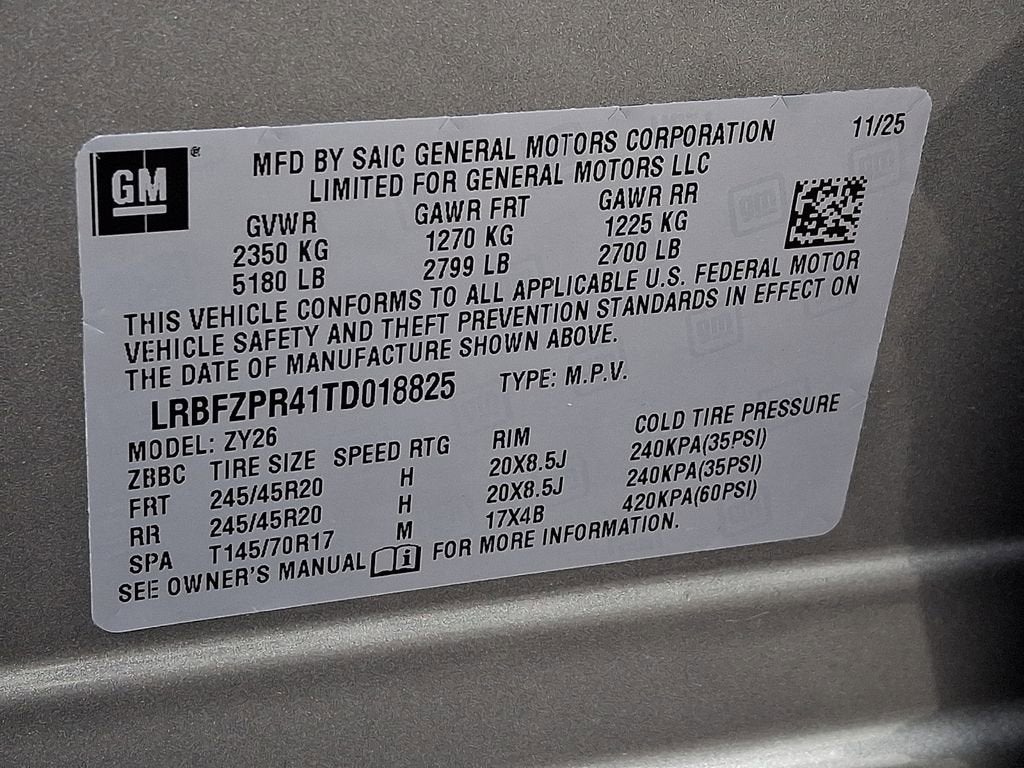 GM ®
MFD BY SAIC GENERAL MOTORS CORPORATION 11/25
LIMITED FOR GENERAL MOTORS LLC
GVWR GAWR FRT GAWR RR
2350 KG 1270 KG 1225 KG
5180 LB 2799 LB 2700 LB
THIS VEHICLE CONFORMS TO ALL APPLICABLE U.S. FEDERAL MOTOR
VEHICLE SAFETY AND THEFT PREVENTION STANDARDS IN EFFECT ON
THE DATE OF MANUFACTURE SHOWN ABOVE.
LRBFZPR41TD018825 TYPE: M.P.V.
MODEL: ZY26
ZBBC TIRE SIZE SPEED RTG RIM COLD TIRE PRESSURE
FRT 245/45R20 H 20X8.5J 240KPA(35PSI)
RR 245/45R20 H 20X8.5J 240KPA(35PSI)
SPA T145/70R17 M 17X4B 420KPA(60PSI)
SEE OWNER'S MANUAL i FOR MORE INFORMATION.